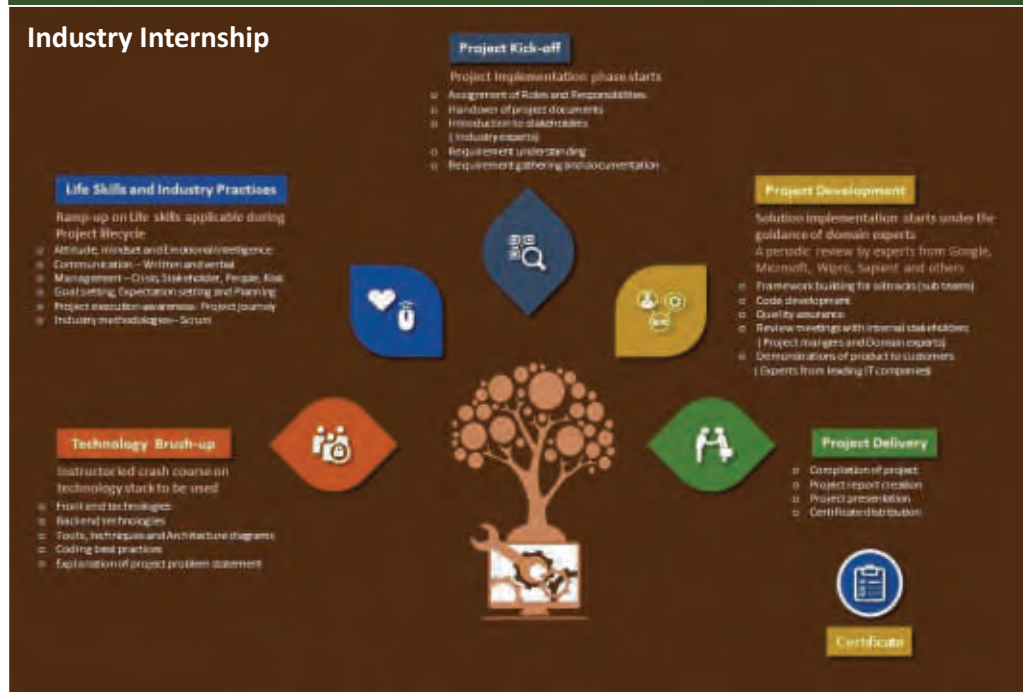 Industry Internship
Project Kick-off
Project Implementation phase starts
Assignment of Roles and Responsibilities
Handover of project documents
Introduction to stakeholders
( Industry experts)
Requirement understanding
Requirement gathering and documentation
Life Skills and Industry Practices
Ramp-up on Life skills applicable during
Project lifecycle
Attitude, mindset and Emotional Intelligence
Communication – Written and verbal
Management – Crisis, Stakeholder, People, Risk
Goal setting, Expectation setting and Planning
Project execution awareness- Project journey
Industry methodologies – Scrum
Project Development
Solution implementation starts under the
guidance of domain experts
A periodic review by experts from Google,
Microsoft, Wipro, Sapient and others
Framework building for all tracks (sub teams)
Code development
Quality assurance
Review meetings with internal stakeholders
( Project mangers and Domain experts)
Demonstrations of product to customers
( Experts from leading IT companies)
Technology Brush-up
Instructor led crash course on
technology stack to be used
Front end technologies
Backend technologies
Tools, techniques and Architecture diagrams
Coding best practices
Explanation of project problem statement
Project Delivery
Completion of project
Project report creation
Project presentation
Certificate distribution
Certificate